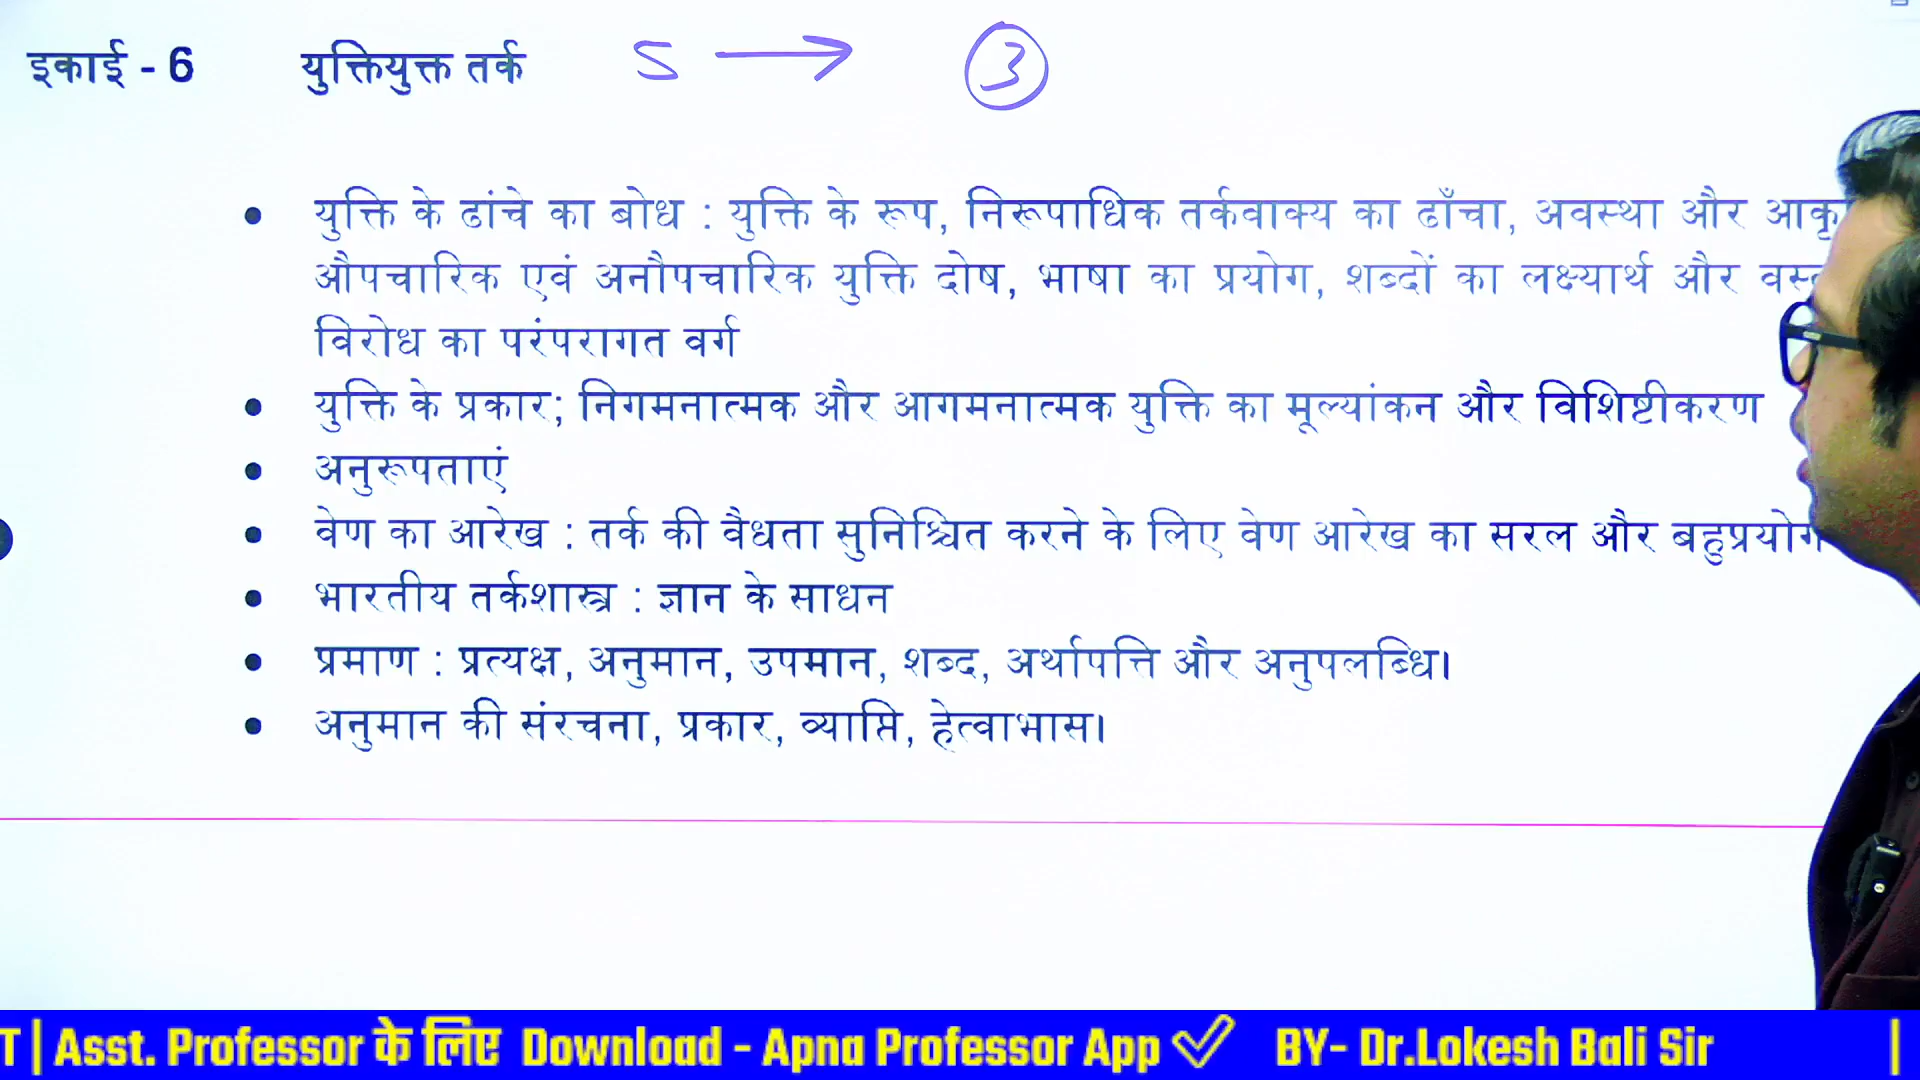 इकाई - 6 युक्तियुक्त तर्क 5 → 3
• युक्ति के ढांचे का बोध : युक्ति के रूप, निरूपाधिक तर्कवाक्य का ढाँचा, अवस्था और
औपचारिक एवं अनौपचारिक युक्ति दोष, भाषा का प्रयोग, शब्दों का लक्ष्यार्थ और
विरोध का परंपरागत वर्ग
• युक्ति के प्रकार; निगमनात्मक और आगमनात्मक युक्ति का मूल्यांकन और विशिष्टीकरण
• अनुरूपताएं
• वेण का आरेख : तर्क की वैधता सुनिश्चित करने के लिए वेण आरेख का सरल और
• भारतीय तर्कशास्त्र : ज्ञान के साधन
• प्रमाण : प्रत्यक्ष, अनुमान, उपमान, शब्द, अर्थापत्ति और अनुपलब्धि।
• अनुमान की संरचना, प्रकार, व्याप्ति, हेत्वाभास।
T | Asst. Professor के लिए Download - Apna Professor App ✓ BY- Dr.Lokesh Bali Sir |